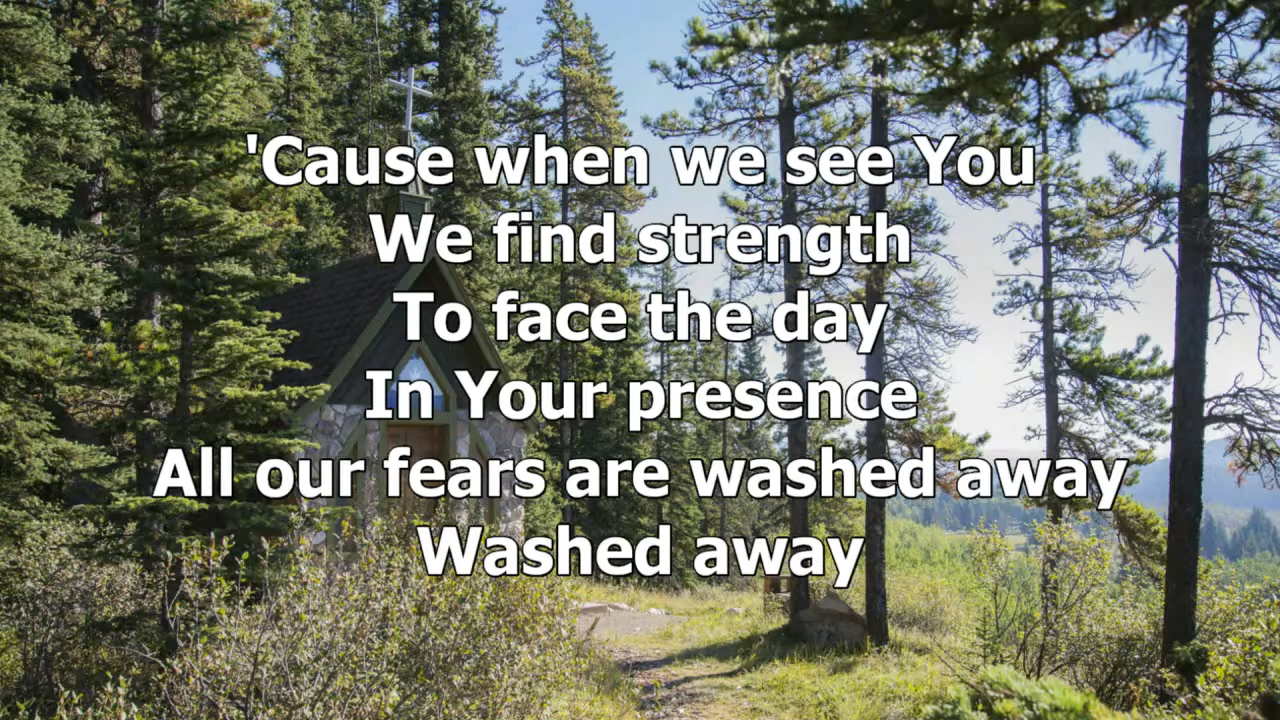 'Cause when we see You
We find strength
To face the day
In Your presence
All our fears are washed away
Washed away